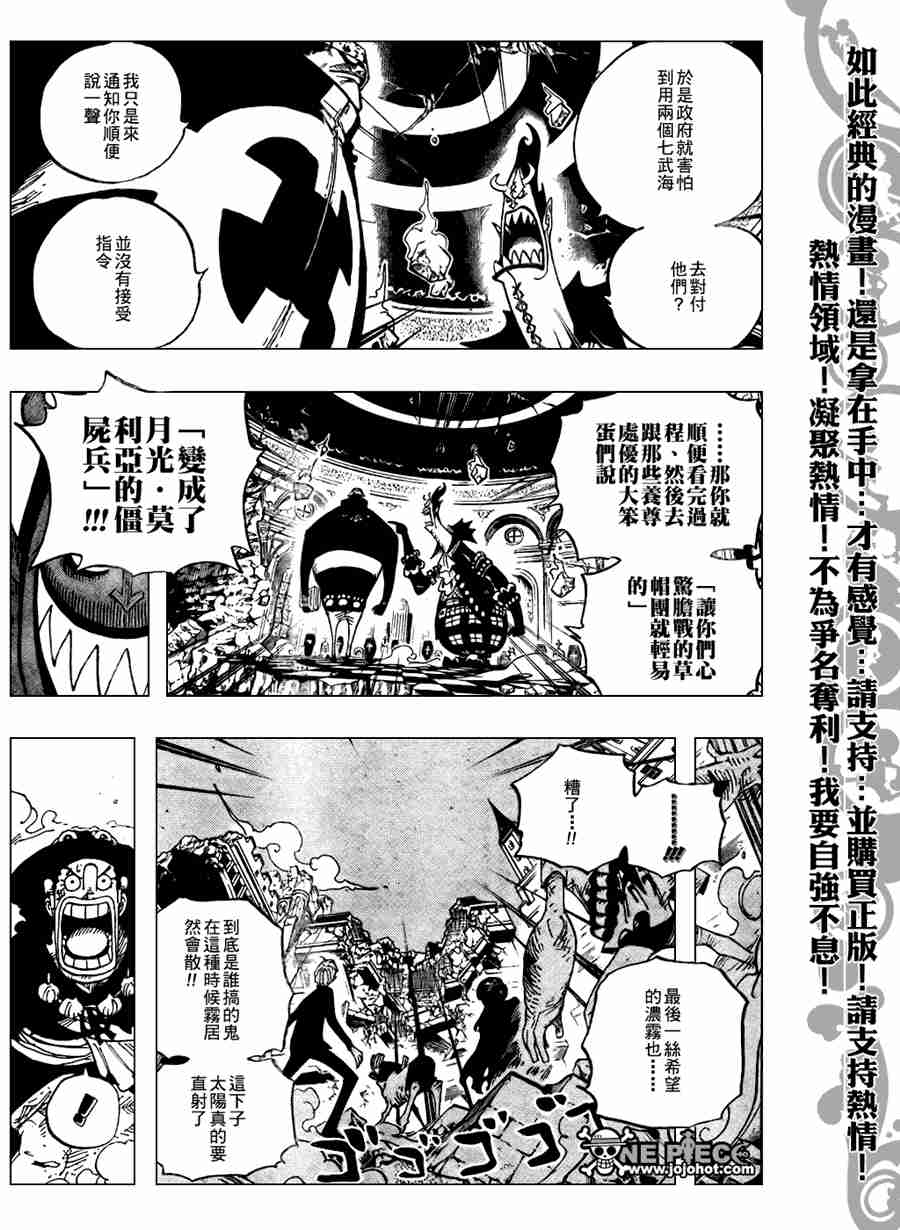 如此經典的漫畫！還是拿在手中…才有感覺…請支持…並購買正版！請支持熱情！
熱情領域！凝聚熱情！不為爭名奪利！我要自強不息！
於是政府就害怕
到用兩個七武海
去對付
他們？
我只是來
通知你順便
說一聲
並沒有接受
指令
……那你就
順便看完過
程、然後去
跟那些養尊
處優的大笨
蛋們說
「讓你們心
驚膽戰的草
帽團就輕易
的」
「變成了
月光·莫
利亞的僵
屍兵」!!!
…………!!!
糟了…!!
最後一絲希望
的濃霧也……
到底是誰搞的鬼
在這種時候霧居
然會散!!
這下子
太陽真的要
直射了
ゴゴゴゴ
!
ONE PIECE
www.jojohot.com